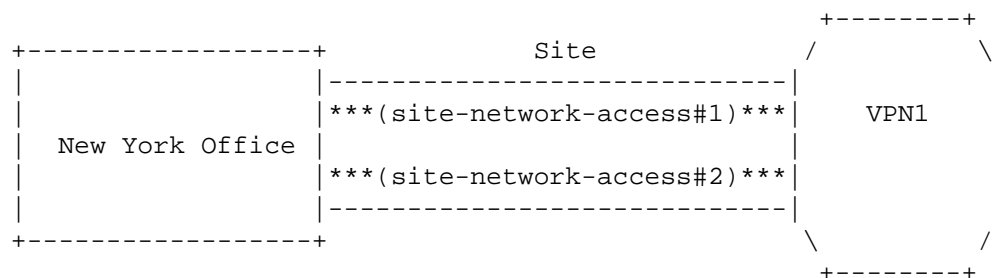 Site
***(site-network-access#1)*** VPN1
New York Office
***(site-network-access#2)***